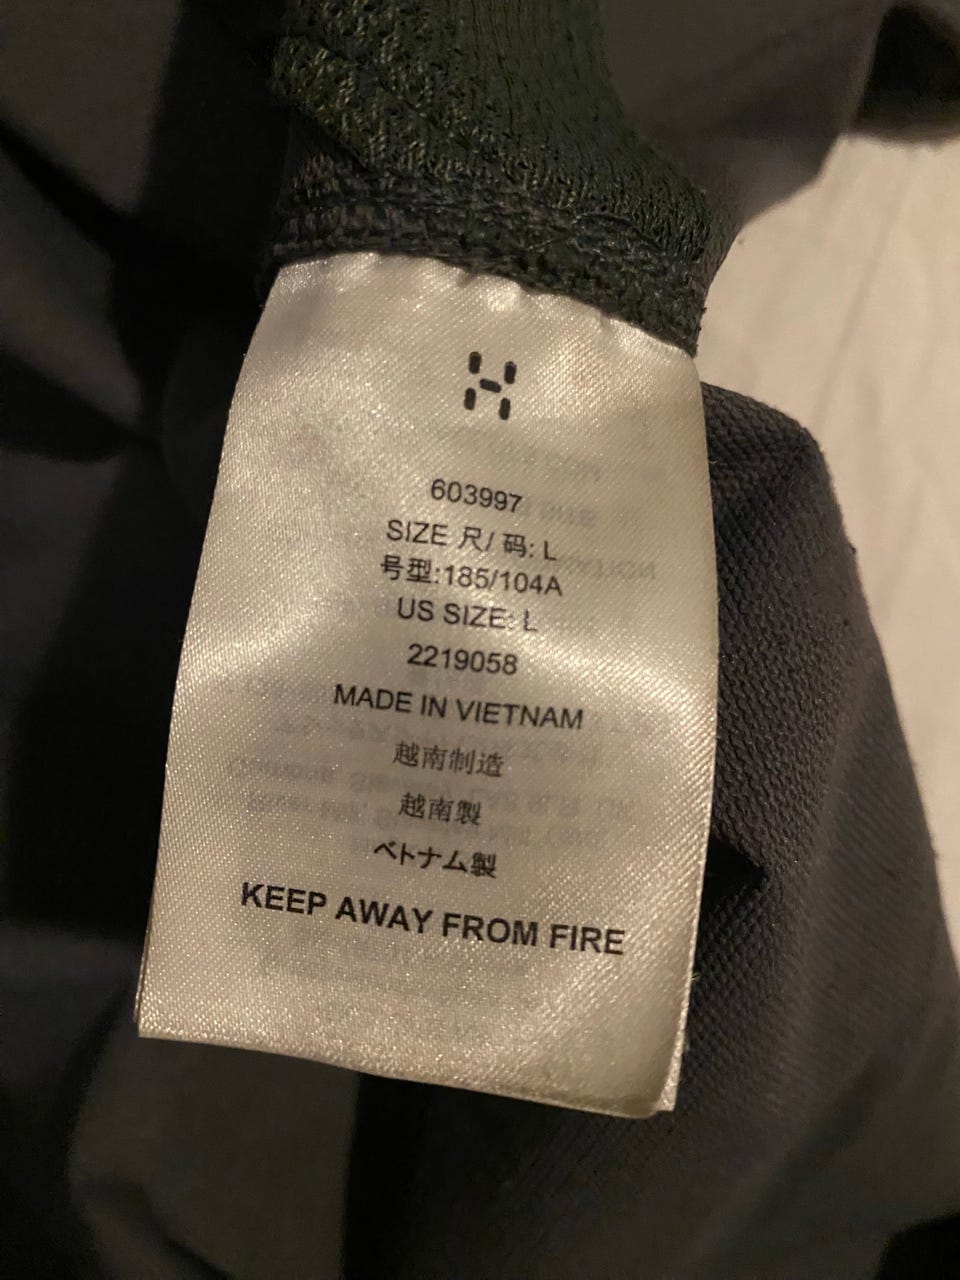 603997
SIZE 尺/ 码: L
号型:185/104A
US SIZE: L
2219058
MADE IN VIETNAM
越南制造
越南製
ベトナム製
KEEP AWAY FROM FIRE